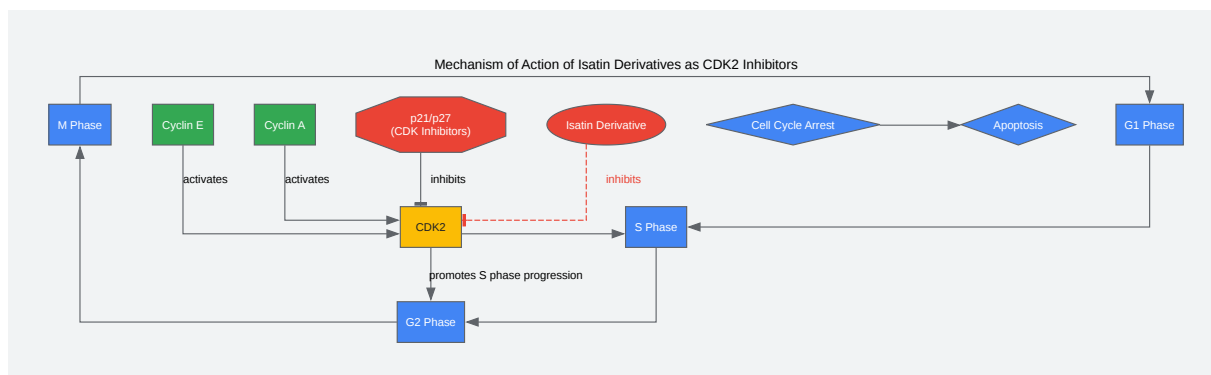 Mechanism of Action of Isatin Derivatives as CDK2 Inhibitors
M Phase
Cyclin E
Cyclin A
p21/p27
(CDK Inhibitors)
Isatin Derivative
Cell Cycle Arrest
Apoptosis
G1 Phase
activates
activates
inhibits
inhibits
CDK2
S Phase
promotes S phase progression
G2 Phase